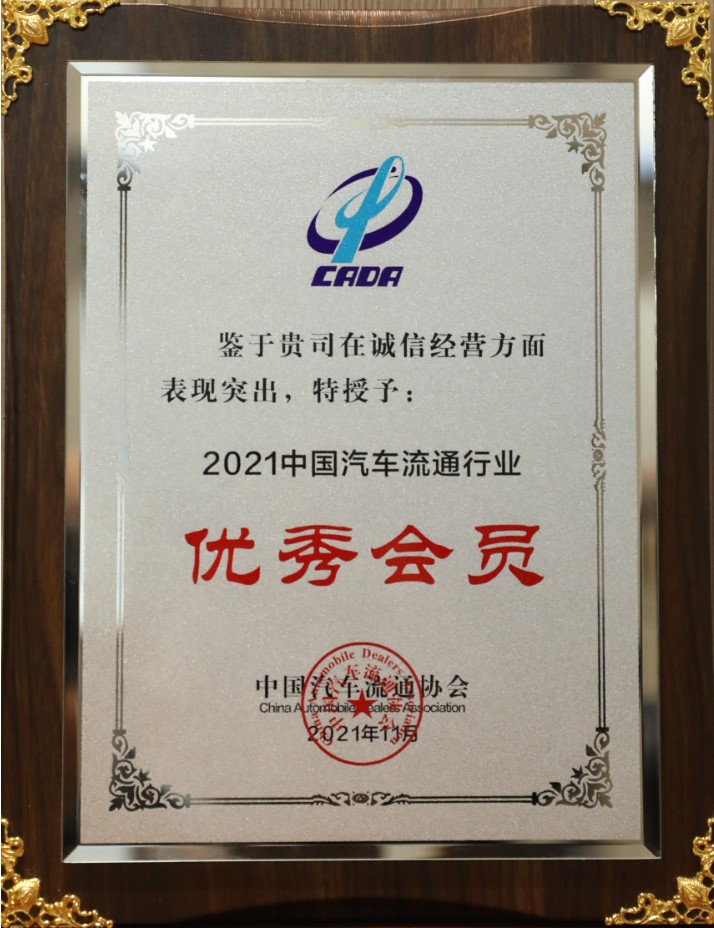 CADA
鉴于贵司在诚信经营方面
表现突出，特授予：
2021中国汽车流通行业
优秀会员
中国汽车流通协会
China Automobile Dealers Association
2021年11月